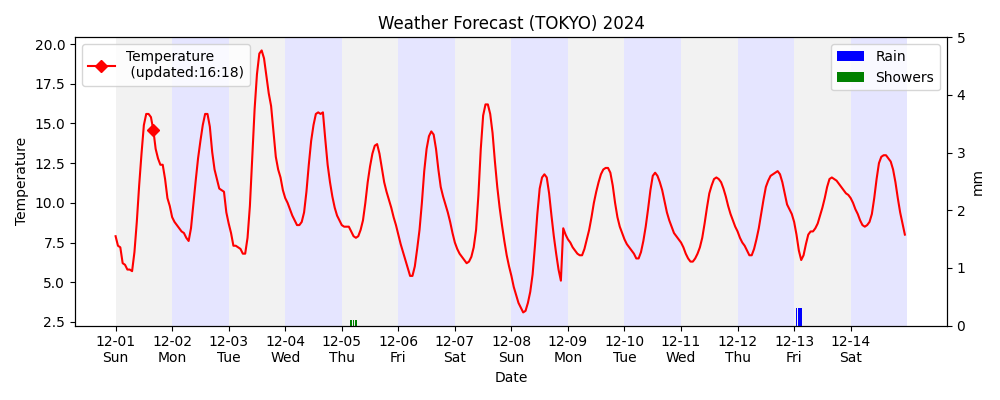 Weather Forecast (TOKYO) 2024
Temperature
(updated:16:18)
Rain
Showers
Temperature
20.0
17.5
15.0
12.5
10.0
7.5
5.0
2.5
5
4
3
2
1
0
mm
12-01 12-02 12-03 12-04 12-05 12-06 12-07 12-08 12-09 12-10 12-11 12-12 12-13 12-14
Sun Mon Tue Wed Thu Fri Sat Sun Mon Tue Wed Thu Fri Sat
Date